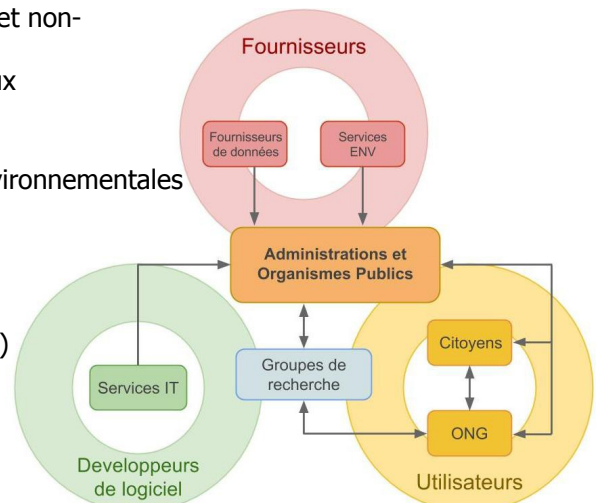 et non-
ux
vironnementales
)
Fournisseurs
Fournisseurs
de données
Services
ENV
Administrations et
Organismes Publics
Services IT
Groupes de
recherche
Citoyens
ONG
Developpeurs
de logiciel
Utilisateurs